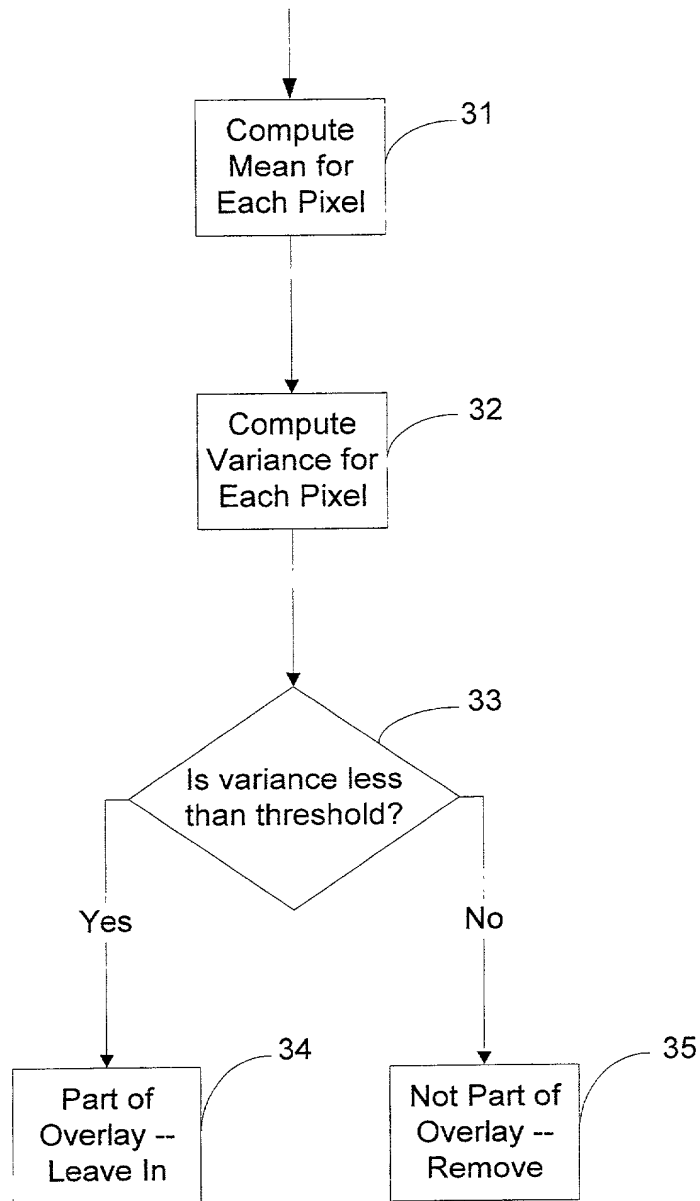 31
Compute
Mean for
Each Pixel
32
Compute
Variance for
Each Pixel
33
Is variance less
than threshold?
Yes
No
34
Part of
Overlay --
Leave In
35
Not Part of
Overlay --
Remove